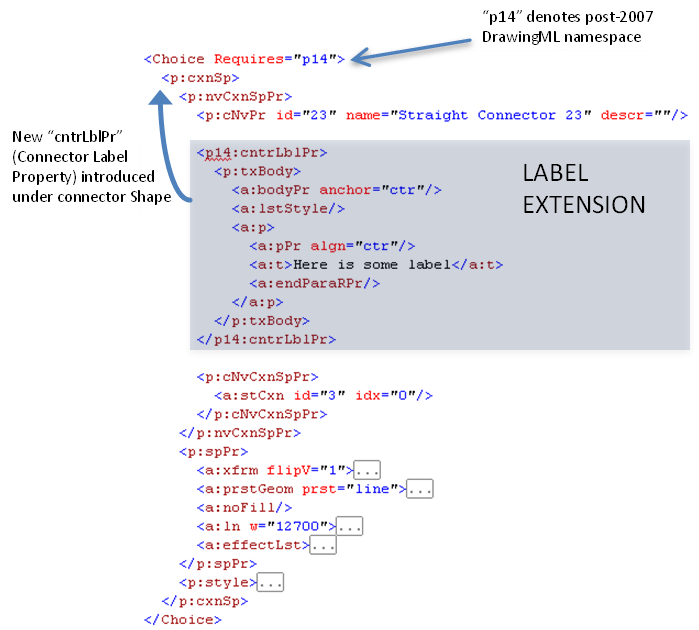 "p14" denotes post-2007
DrawingML namespace
<Choice Requires="p14">
<p:cxnSp>
<p:nvCxnSpPr>
<p:cNvPr id="23" name="Straight Connector 23" descr=""/>
New "cntrLblPr"
(Connector Label
Property) introduced
under connector Shape
<p14:cntrLblPr>
<p:txBody>
<a:bodyPr anchor="ctr"/>
<a:lstStyle/>
<a:p>
<a:pPr algn="ctr"/>
<a:t>Here is some label</a:t>
<a:endParaRPr/>
</a:p>
</p:txBody>
</p14:cntrLblPr>
LABEL
EXTENSION
<p:cNvCxnSpPr>
<a:stCxn id="3" idx="0"/>
</p:cNvCxnSpPr>
</p:nvCxnSpPr>
<p:spPr>
<a:xfrm flipV="1">...
<a:prstGeom prst="line">...
<a:noFill/>
<a:ln w="12700">...
<a:effectLst>...
</p:spPr>
<p:style>...
</p:cxnSp>
</Choice>